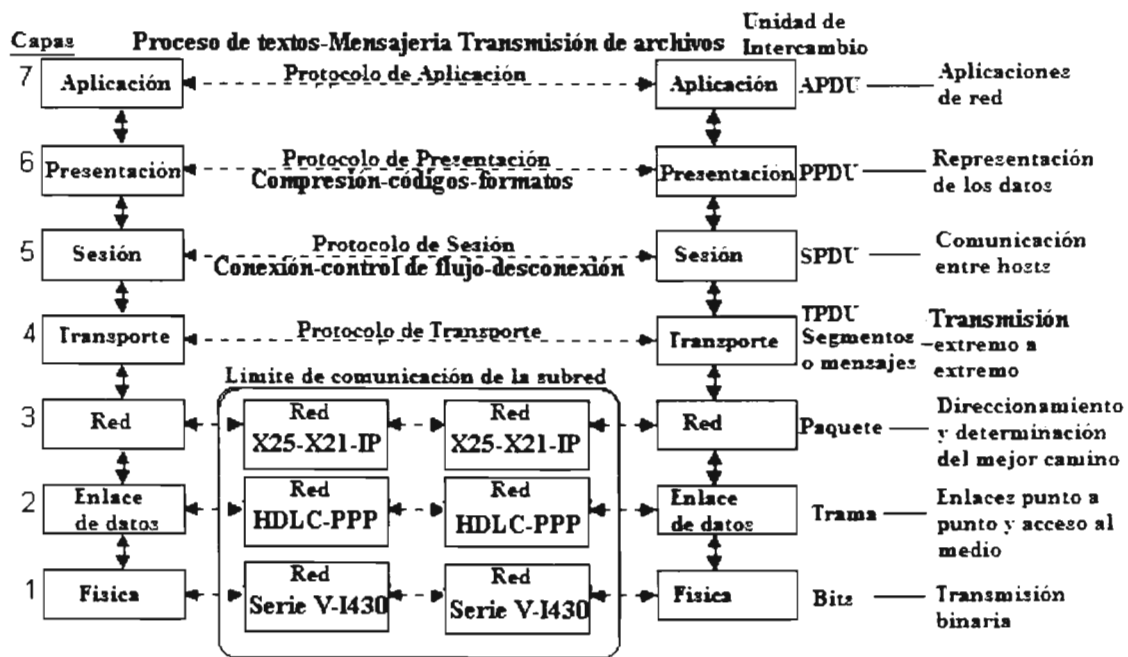 Unidad de
Intercambio
Capas
Proceso de textos-Mensajeria Transmisión de archivos
7
Aplicación
Protocolo de Aplicación
Aplicación
APDU
Aplicaciones
de red
6
Presentación
Protocolo de Presentación
Compresión-códigos-formatos
Presentación
PPDU
Representación
de los datos
5
Sesión
Protocolo de Sesión
Conexión-control de flujo-desconexión
Sesión
SPDU
Comunicación
entre hosts
4
Transporte
Protocolo de Transporte
Transporte
TPDU
Segmentos
o mensajes
Transmisión
extremo a
extremo
Limite de comunicación de la subred
3
Red
Red
X25-X21-IP
Red
X25-X21-IP
Red
Paquete
Direccionamiento
y determinación
del mejor camino
2
Enlace
de datos
Red
HDLC-PPP
Red
HDLC-PPP
Enlace
de datos
Trama
Enlaces punto a
punto y acceso al
medio
1
Fisica
Red
Serie V-I430
Red
Serie V-I430
Fisica
Bits
Transmisión
binaria